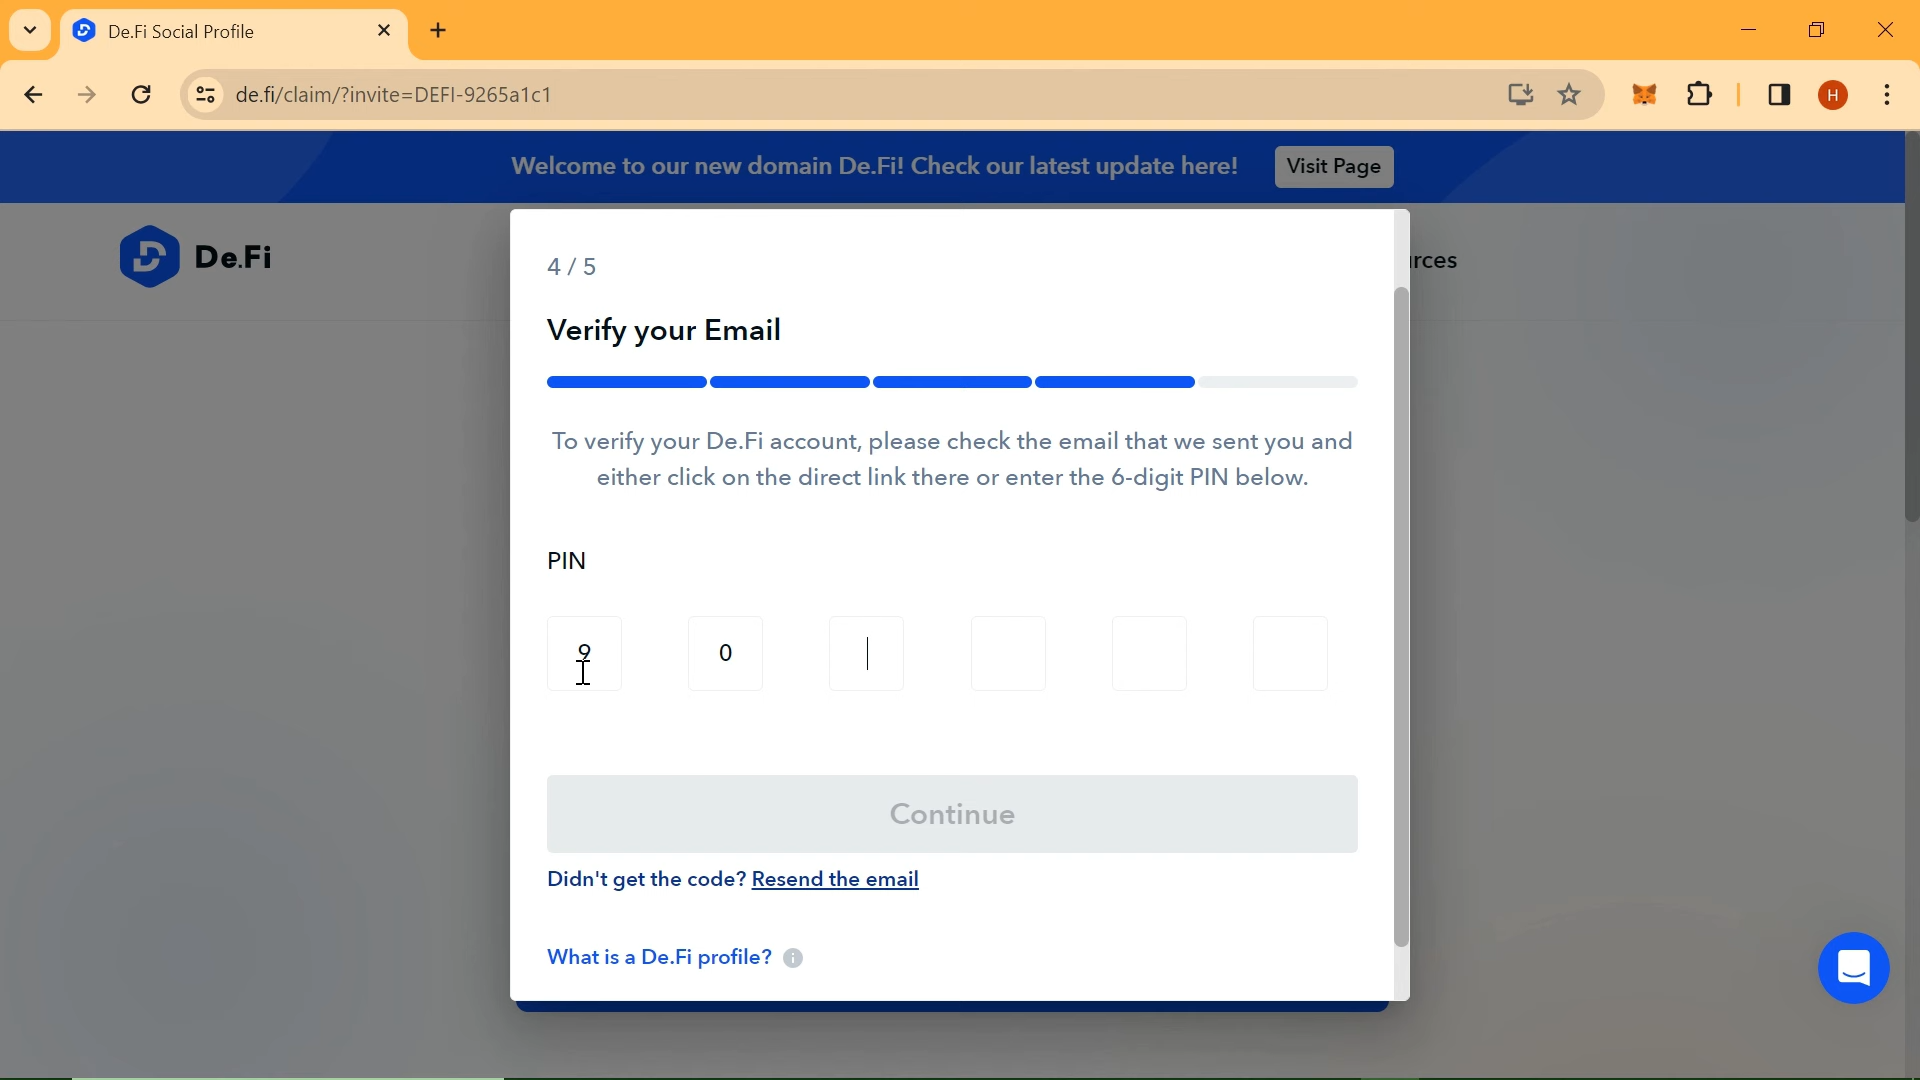 De.Fi Social Profile
de.fi/claim/?invite=DEFI-9265a1c1
H
Welcome to our new domain De.Fi! Check our latest update here!
Visit Page
De.Fi
urces
4 / 5
Verify your Email
To verify your De.Fi account, please check the email that we sent you and
either click on the direct link there or enter the 6-digit PIN below.
PIN
9 0
Continue
Didn't get the code? Resend the email
What is a De.Fi profile?